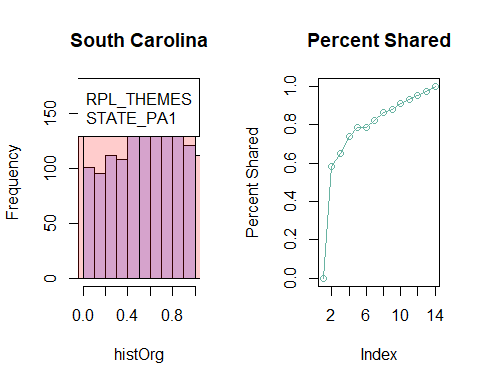 South Carolina
RPL_THEMES
STATE_PA1
Frequency
150
100
50
0
0.0 0.4 0.8
histOrg
Percent Shared
Percent Shared
1.0
0.8
0.6
0.4
0.2
0.0
2 6 10 14
Index